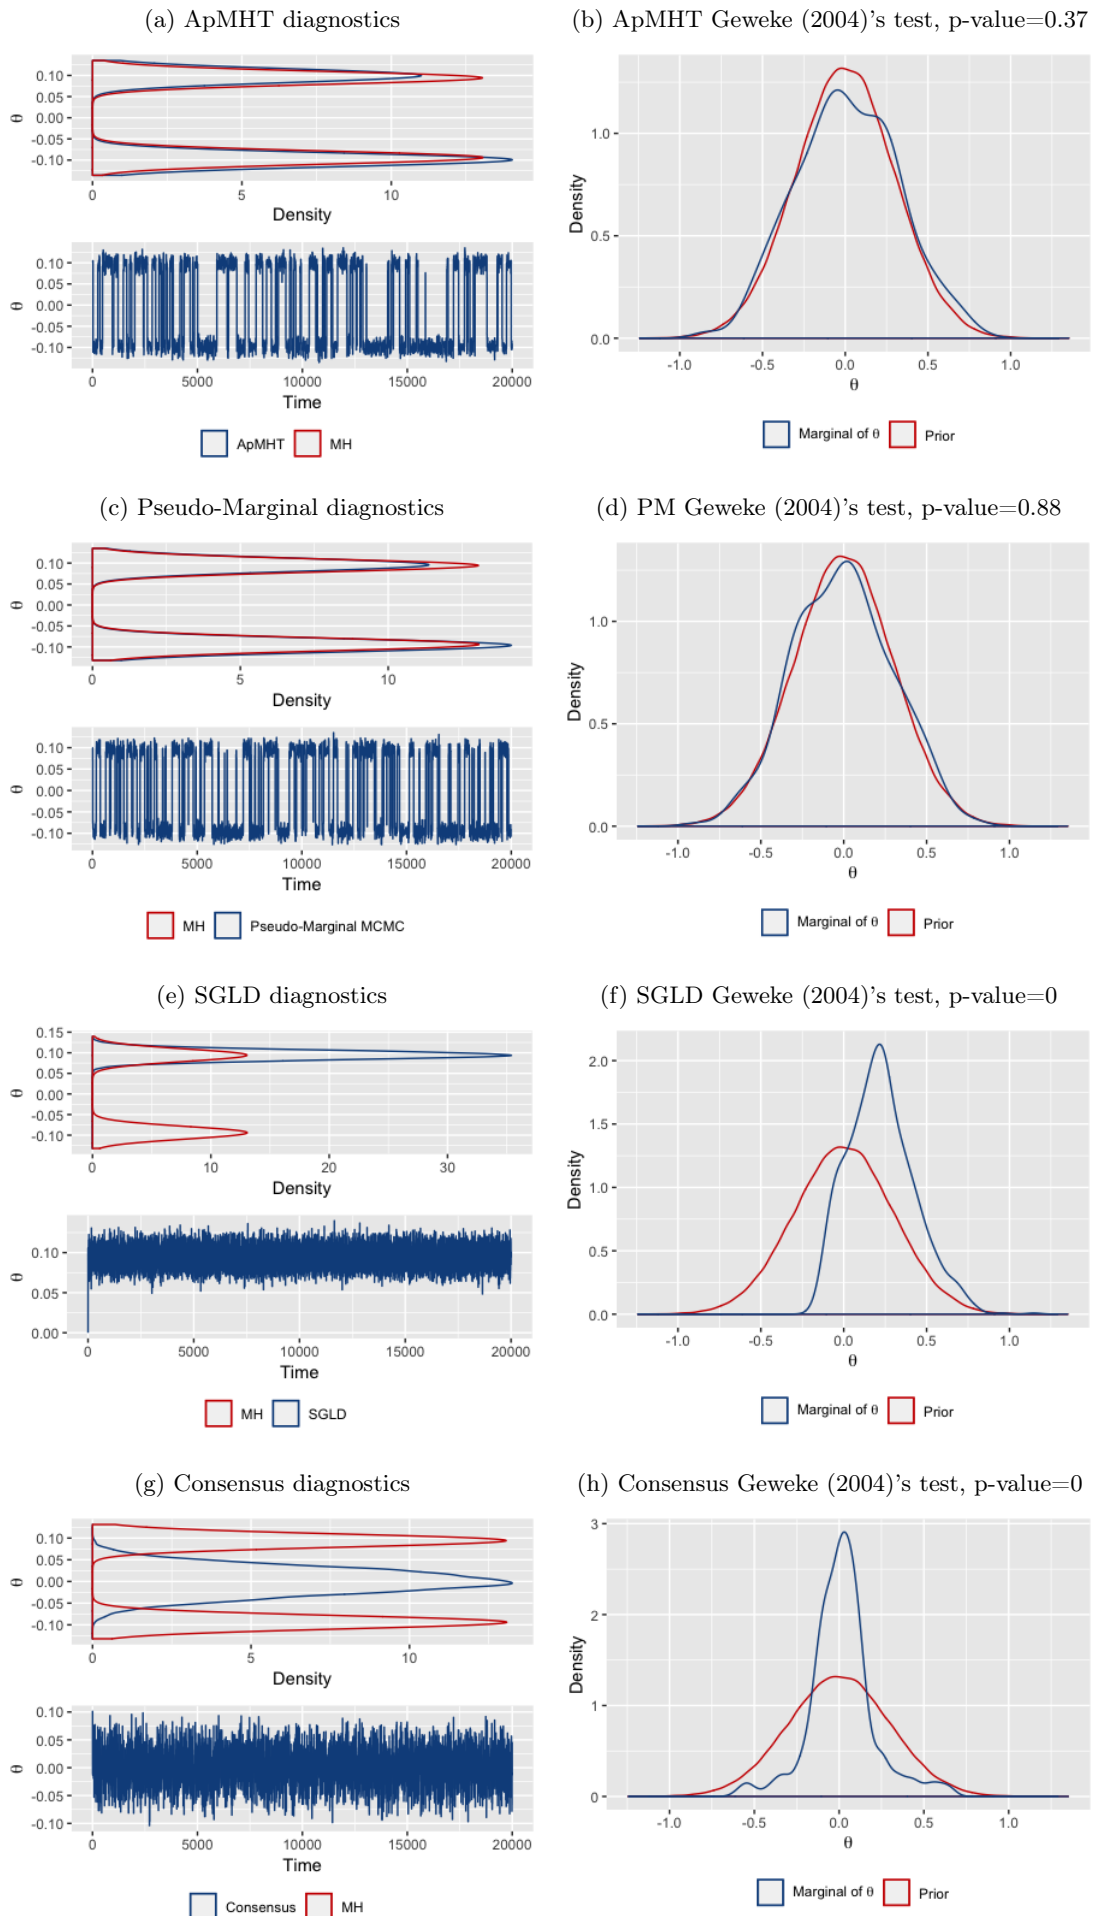 (a) ApMHT diagnostics
0.10
0.05
0.00
-0.05
-0.10
θ
0 5 10
Density
0.10
0.05
0.00
-0.05
-0.10
θ
0 5000 10000 15000 20000
Time
ApMHT MH
(b) ApMHT Geweke (2004)'s test, p-value=0.37
1.0
0.5
0.0
Density
-1.0 -0.5 0.0 0.5 1.0
θ
Marginal of θ Prior
(c) Pseudo-Marginal diagnostics
0.10
0.05
0.00
-0.05
-0.10
θ
0 5 10
Density
0.10
0.05
0.00
-0.05
-0.10
θ
0 5000 10000 15000 20000
Time
MH Pseudo-Marginal MCMC
(d) PM Geweke (2004)'s test, p-value=0.88
1.0
0.5
0.0
Density
-1.0 -0.5 0.0 0.5 1.0
θ
Marginal of θ Prior
(e) SGLD diagnostics
0.15
0.10
0.05
0.00
-0.05
-0.10
θ
0 10 20 30
Density
0.10
0.05
0.00
θ
0 5000 10000 15000 20000
Time
MH SGLD
(f) SGLD Geweke (2004)'s test, p-value=0
2.0
1.5
1.0
0.5
0.0
Density
-1.0 -0.5 0.0 0.5 1.0
θ
Marginal of θ Prior
(g) Consensus diagnostics
0.10
0.05
0.00
-0.05
-0.10
θ
0 5 10
Density
0.10
0.05
0.00
-0.05
-0.10
θ
0 5000 10000 15000 20000
Time
Consensus MH
(h) Consensus Geweke (2004)'s test, p-value=0
3
2
1
0
Density
-1.0 -0.5 0.0 0.5 1.0
θ
Marginal of θ Prior